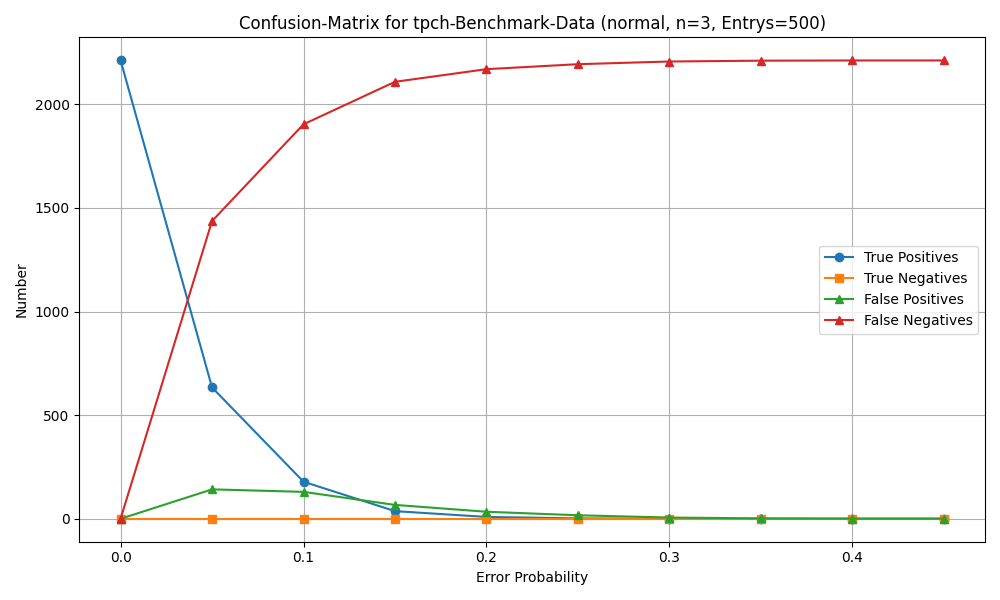 Confusion-Matrix for tpch-Benchmark-Data (normal, n=3, Entrys=500)
Number
2000
1500
1000
500
0
True Positives
True Negatives
False Positives
False Negatives
0.0 0.1 0.2 0.3 0.4
Error Probability